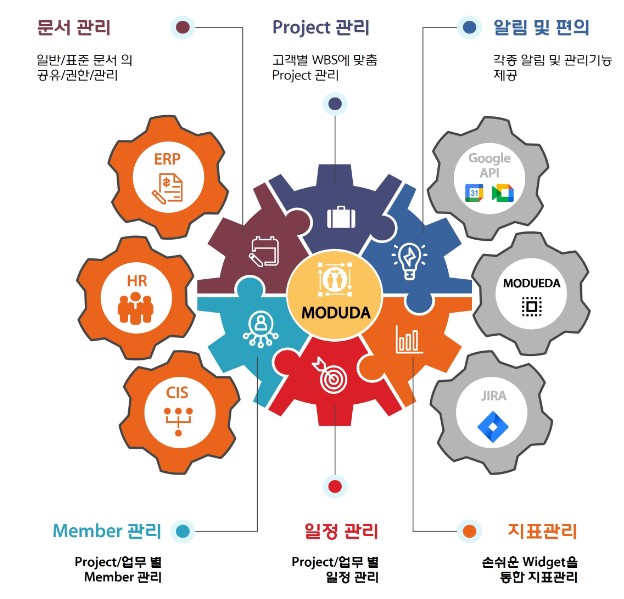 문서 관리
일반/표준 문서 의
공유/권한/관리
Project 관리
고객별 WBS에 맞춤
Project 관리
알림 및 편의
각종 알림 및 관리기능
제공
ERP
HR
CIS
MODUDA
Google
API
31
MODUEDA
JIRA
Member 관리
Project/업무 별
Member 관리
일정 관리
Project/업무 별
일정 관리
지표관리
손쉬운 Widget을
통한 지표관리